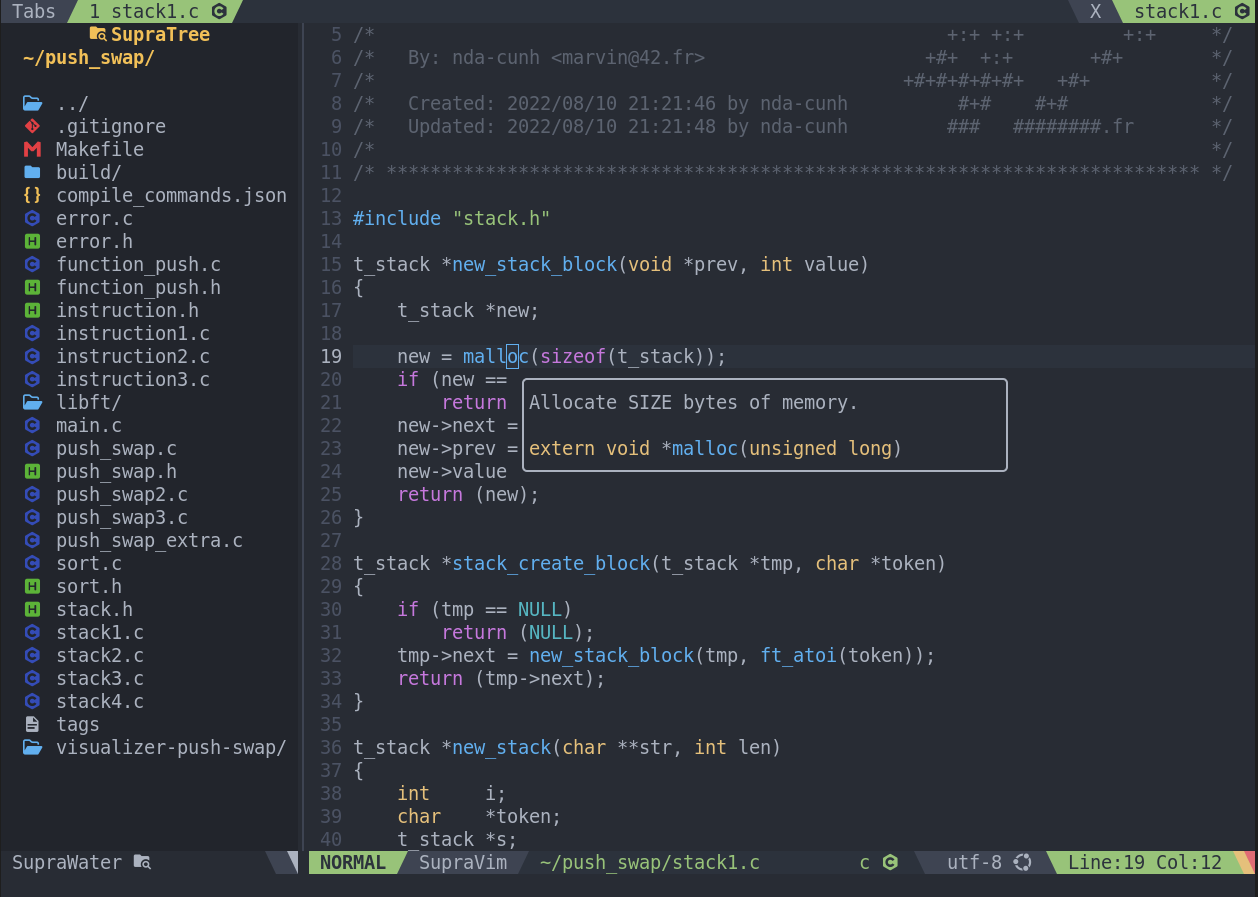 Tabs 1 stack1.c X stack1.c
SupraTree
~/push_swap/
../
.gitignore
Makefile
build/
{ } compile_commands.json
C error.c
H error.h
C function_push.c
H function_push.h
H instruction.h
C instruction1.c
C instruction2.c
C instruction3.c
libft/
C main.c
C push_swap.c
H push_swap.h
C push_swap2.c
C push_swap3.c
C push_swap_extra.c
C sort.c
H sort.h
H stack.h
C stack1.c
C stack2.c
C stack3.c
C stack4.c
tags
visualizer-push-swap/
5 /*                                                    +:+ +:+         +:+     */
6 /*   By: nda-cunh <marvin@42.fr>                    +#+  +:+       +#+        */
7 /*                                                +#+#+#+#+#+   +#+           */
8 /*   Created: 2022/08/10 21:21:46 by nda-cunh          #+#    #+#             */
9 /*   Updated: 2022/08/10 21:21:48 by nda-cunh         ###   ########.fr       */
10 /*                                                                            */
11 /* ************************************************************************** */
12
13 #include "stack.h"
14
15 t_stack *new_stack_block(void *prev, int value)
16 {
17     t_stack *new;
18
19     new = malloc(sizeof(t_stack));
20     if (new ==
21         return
22     new->next =
23     new->prev =
24     new->value
25     return (new);
26 }
27
28 t_stack *stack_create_block(t_stack *tmp, char *token)
29 {
30     if (tmp == NULL)
31         return (NULL);
32     tmp->next = new_stack_block(tmp, ft_atoi(token));
33     return (tmp->next);
34 }
35
36 t_stack *new_stack(char **str, int len)
37 {
38     int     i;
39     char    *token;
40     t_stack *s;
Allocate SIZE bytes of memory.
extern void *malloc(unsigned long)
SupraWater
NORMAL SupraVim ~/push_swap/stack1.c c utf-8 Line:19 Col:12